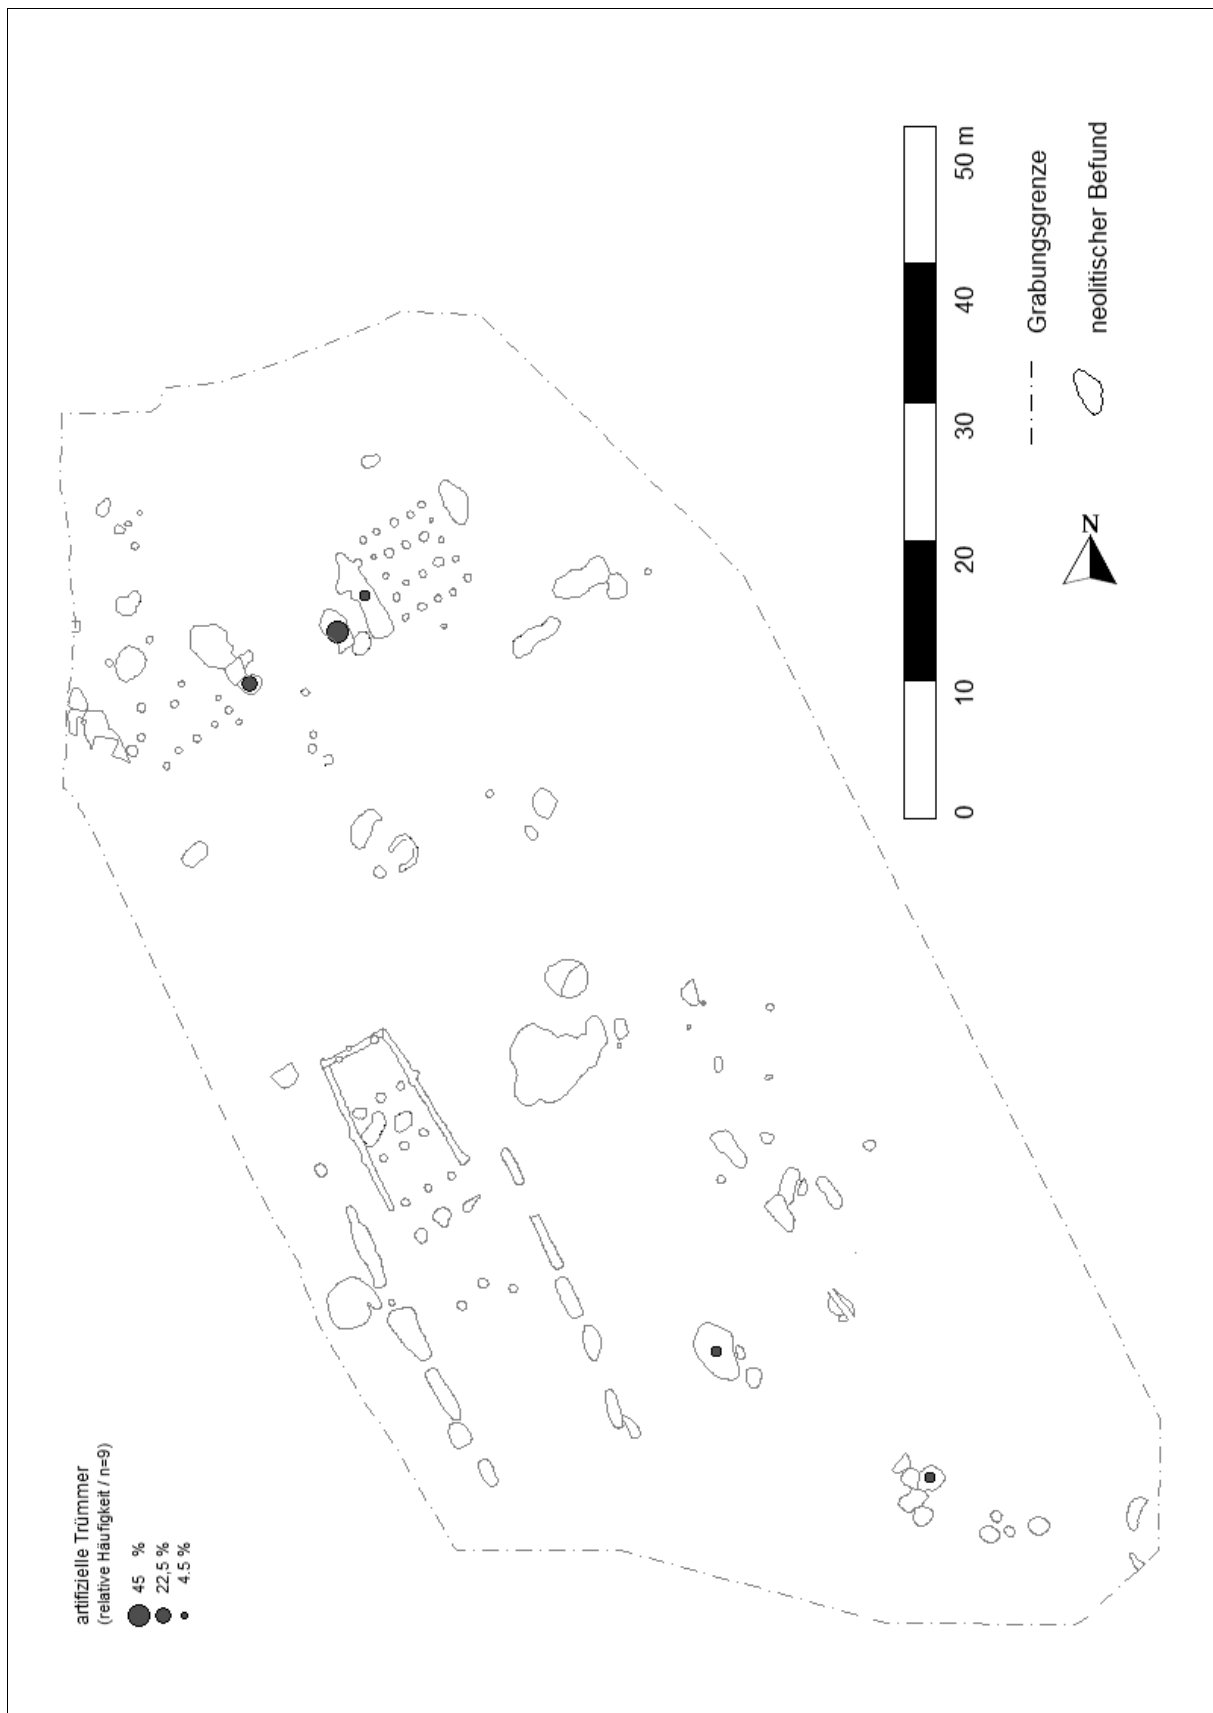 artifizielle Trümmer
(relative Häufigkeit / n=9)
45 %
22,5 %
4.5 %
0 10 20 30 40 50 m
Grabungsgrenze
neolitischer Befund
N